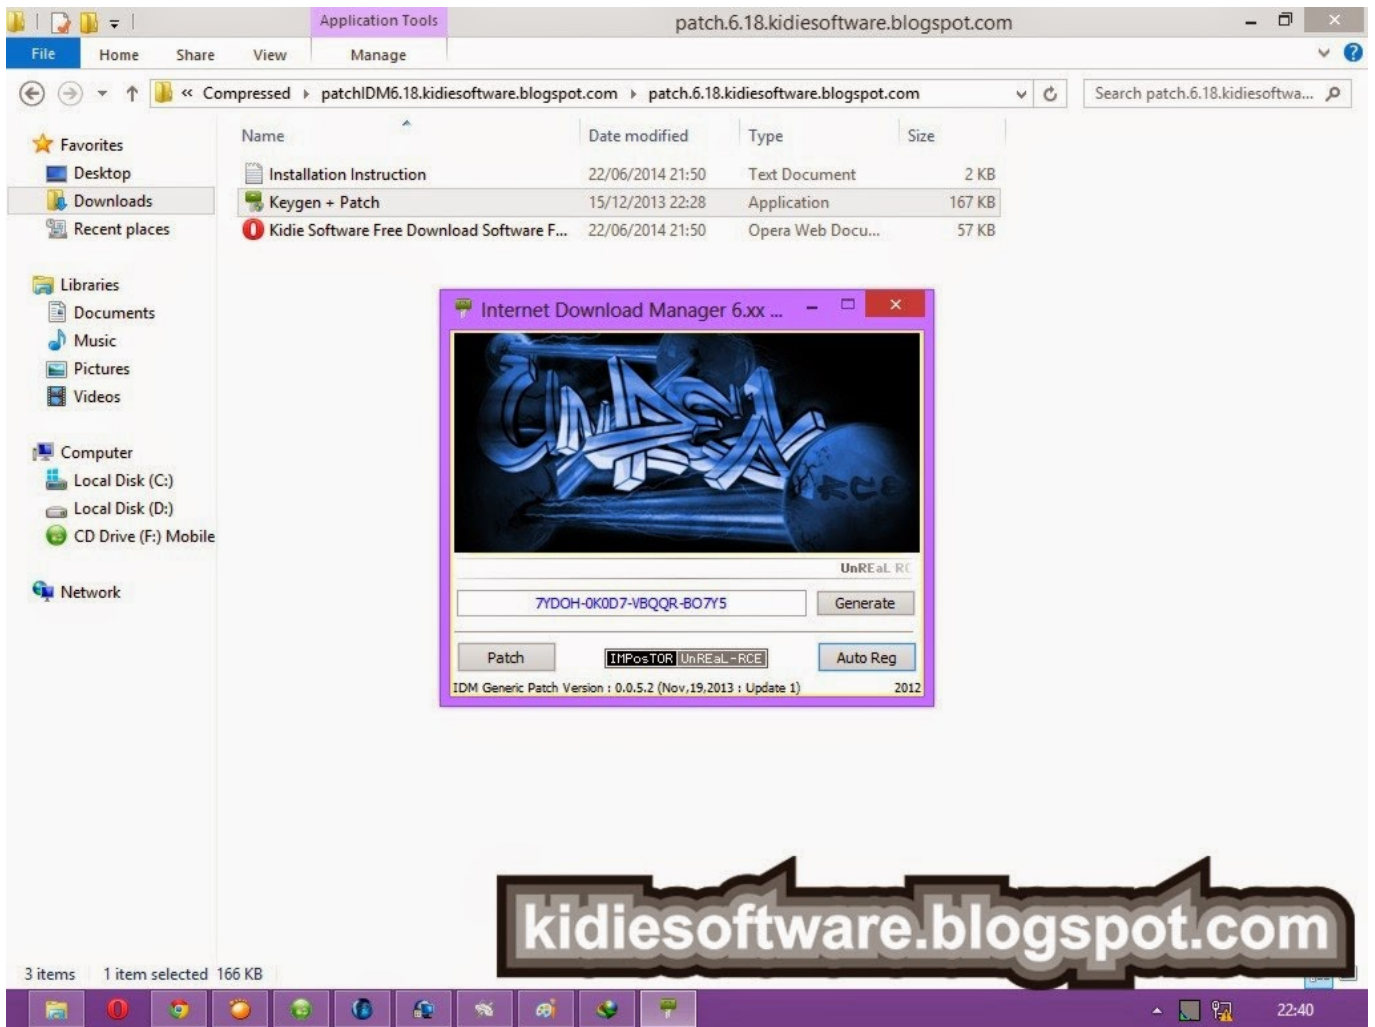 Application Tools
patch.6.18.kidiesoftware.blogspot.com
File Home Share View Manage
« Compressed patchIDM6.18.kidiesoftware.blogspot.com patch.6.18.kidiesoftware.blogspot.com
Search patch.6.18.kidiesoftwa...
Name Date modified Type Size
Installation Instruction 22/06/2014 21:50 Text Document 2 KB
Keygen + Patch 15/12/2013 22:28 Application 167 KB
Kidie Software Free Download Software F... 22/06/2014 21:50 Opera Web Docu... 57 KB
Favorites
Desktop
Downloads
Recent places
Libraries
Documents
Music
Pictures
Videos
Computer
Local Disk (C:)
Local Disk (D:)
CD Drive (F:) Mobile
Network
Internet Download Manager 6.xx ...
UnREaL
RCE
UnREaL RC
7YDOH-0K0D7-VBQQR-BO7Y5
Generate
Patch
IMPosTOR UnREaL-RCE
Auto Reg
IDM Generic Patch Version : 0.0.5.2 (Nov,19,2013 : Update 1) 2012
kidiesoftware.blogspot.com
3 items 1 item selected 166 KB
22:40